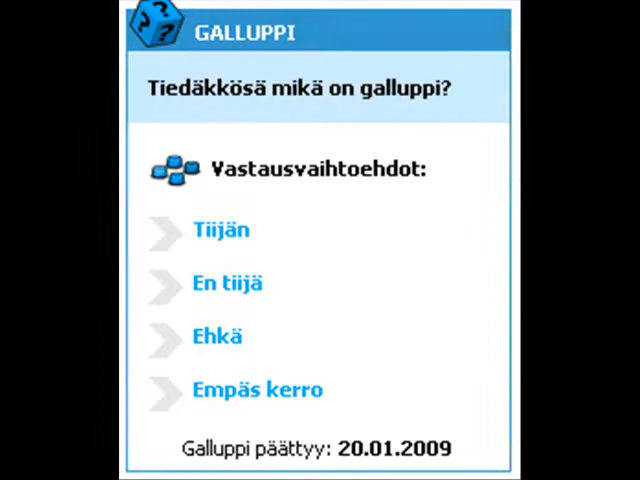 GALLUPPI
Tiedäkkösä mikä on galluppi?
Vastausvaihtoehdot:
Tiijän
En tiijä
Ehkä
Empäs kerro
Galluppi päättyy: 20.01.2009